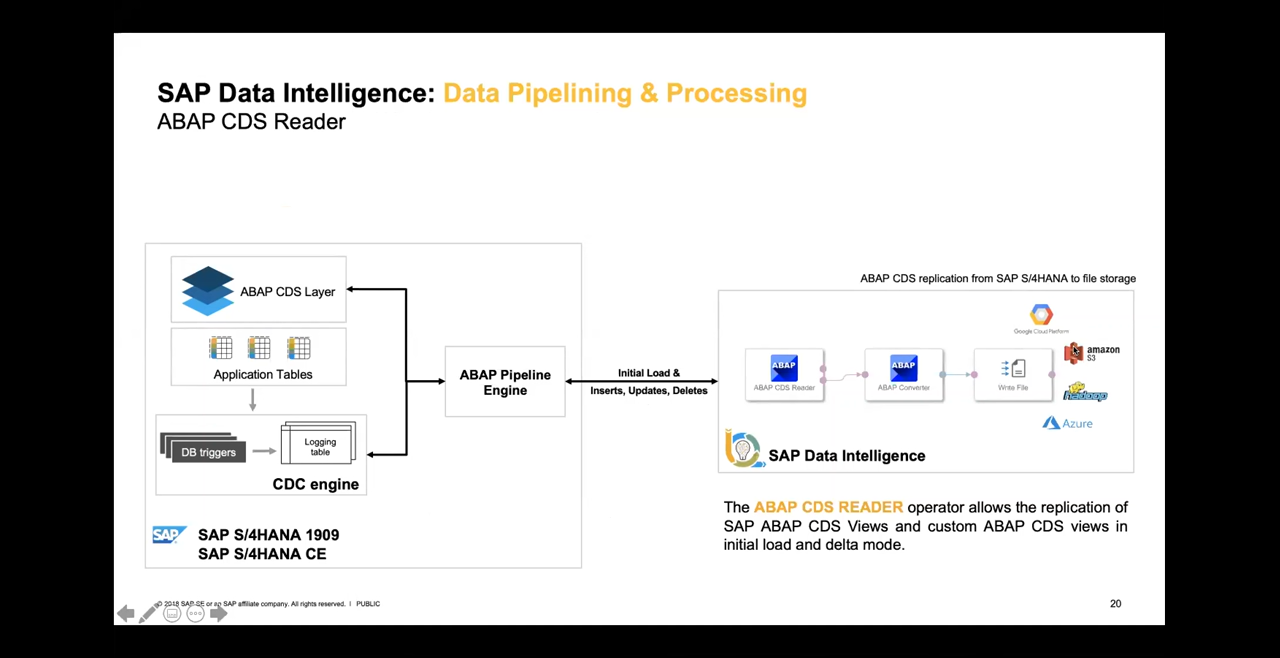 SAP Data Intelligence: Data Pipelining & Processing
ABAP CDS Reader
ABAP CDS Layer
Application Tables
DB triggers
Logging
table
CDC engine
SAP
SAP S/4HANA 1909
SAP S/4HANA CE
ABAP Pipeline
Engine
Initial Load &
Inserts, Updates, Deletes
ABAP CDS replication from SAP S/4HANA to file storage
Google Cloud Platform
amazon
S3
hadoop
Azure
ABAP
ABAP CDS Reader
ABAP
ABAP Converter
Write File
SAP Data Intelligence
The ABAP CDS READER operator allows the replication of
SAP ABAP CDS Views and custom ABAP CDS views in
initial load and delta mode.
© 2018 SAP SE or an SAP affiliate company. All rights reserved. I PUBLIC
20